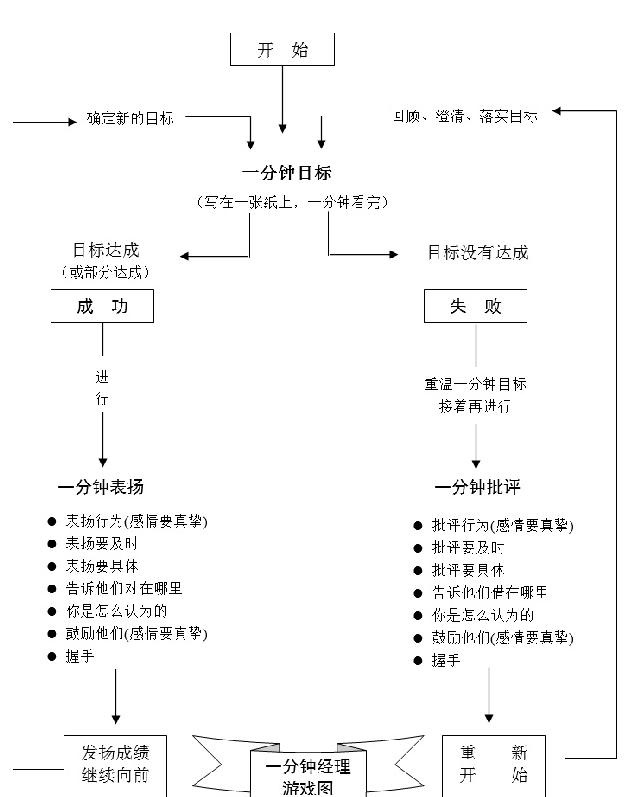 开 始
确定新的目标
回顾、澄清、落实目标
一分钟目标
（写在一张纸上，一分钟看完）
目标达成
（或部分达成）
目标没有达成
成 功
失 败
进
行
重温一分钟目标
接着再进行
一分钟表扬
● 表扬行为(感情要真挚)
● 表扬要及时
● 表扬要具体
● 告诉他们对在哪里
● 你是怎么认为的
● 鼓励他们(感情要真挚)
● 握手
一分钟批评
● 批评行为(感情要真挚)
● 批评要及时
● 批评要具体
● 告诉他们错在哪里
● 你是怎么认为的
● 鼓励他们(感情要真挚)
● 握手
发扬成绩
继续向前
一分钟经理
游戏图
重 新
开 始